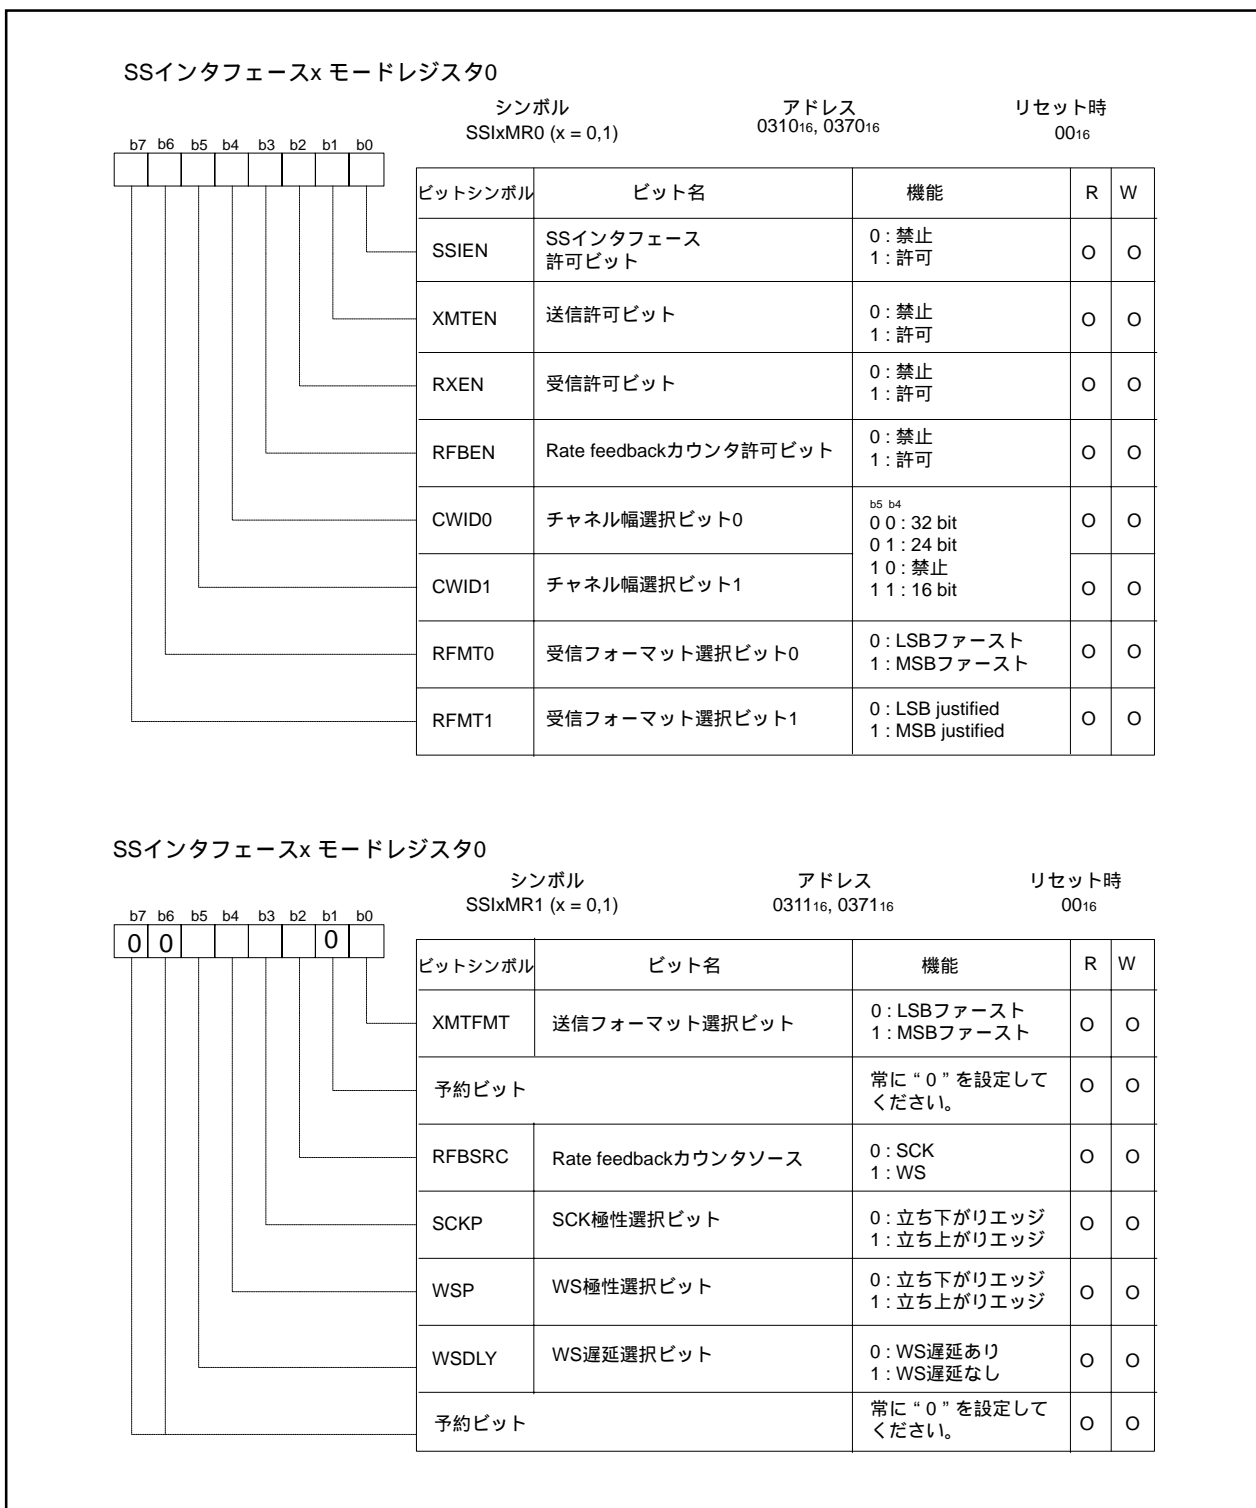 SSインタフェースx モードレジスタ0
シンボル アドレス リセット時
SSIxMR0 (x = 0,1) 031016, 037016 0016
b7 b6 b5 b4 b3 b2 b1 b0
ビットシンボル ビット名 機能 R W
SSIEN SSインタフェース 許可ビット 0 : 禁止 O O
1 : 許可
XMTEN 送信許可ビット 0 : 禁止 O O
1 : 許可
RXEN 受信許可ビット 0 : 禁止 O O
1 : 許可
RFBEN Rate feedbackカウンタ許可ビット 0 : 禁止 O O
1 : 許可
b5 b4
CWID0 チャネル幅選択ビット0 0 0 : 32 bit O O
0 1 : 24 bit
1 0 : 禁止
CWID1 チャネル幅選択ビット1 1 1 : 16 bit O O
RFMT0 受信フォーマット選択ビット0 0 : LSBファースト O O
1 : MSBファースト
RFMT1 受信フォーマット選択ビット1 0 : LSB justified O O
1 : MSB justified
SSインタフェースx モードレジスタ0
シンボル アドレス リセット時
SSIxMR1 (x = 0,1) 031116, 037116 0016
b7 b6 b5 b4 b3 b2 b1 b0
0 0 0
ビットシンボル ビット名 機能 R W
XMTFMT 送信フォーマット選択ビット 0 : LSBファースト O O
1 : MSBファースト
予約ビット 常に “ 0 ” を設定して O O
ください。
RFBSRC Rate feedbackカウンタソース 0 : SCK O O
1 : WS
SCKP SCK極性選択ビット 0 : 立ち下がりエッジ O O
1 : 立ち上がりエッジ
WSP WS極性選択ビット 0 : 立ち下がりエッジ O O
1 : 立ち上がりエッジ
WSDLY WS遅延選択ビット 0 : WS遅延あり O O
1 : WS遅延なし
予約ビット 常に “ 0 ” を設定して O O
ください。